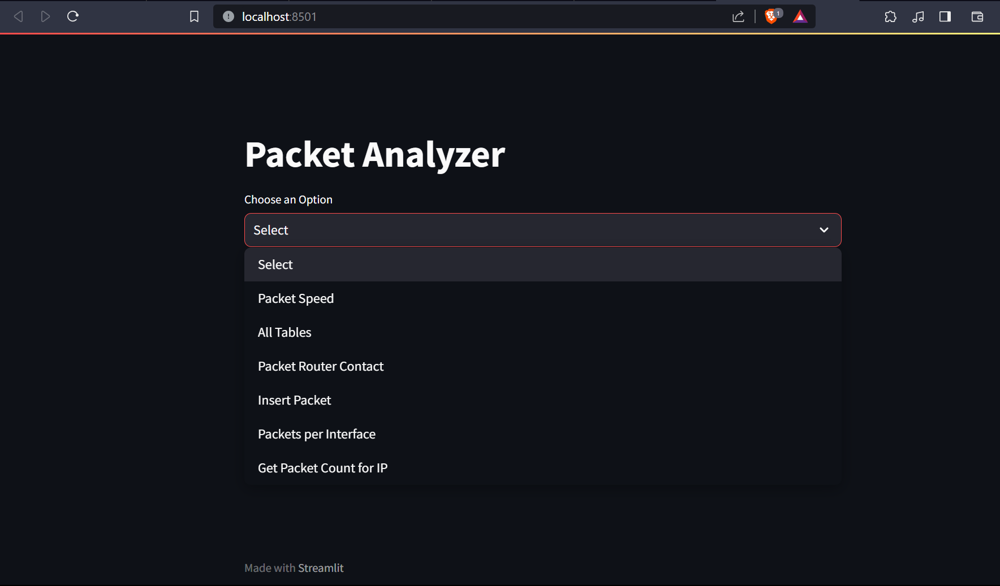 localhost:8501
1
Packet Analyzer
Choose an Option
Select
Select
Packet Speed
All Tables
Packet Router Contact
Insert Packet
Packets per Interface
Get Packet Count for IP
Made with Streamlit